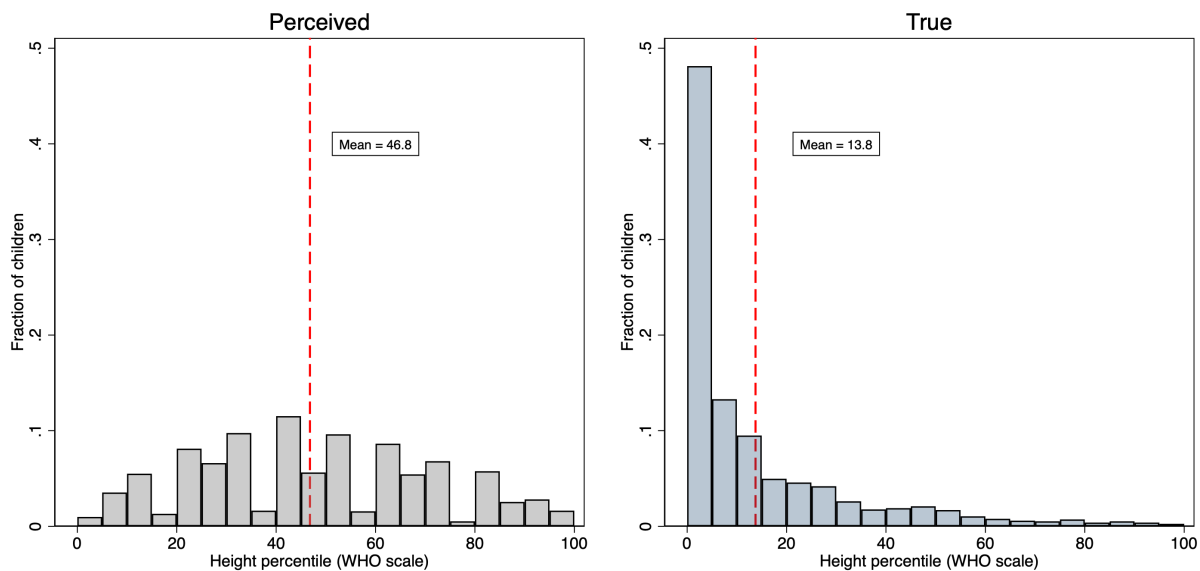 Perceived
Fraction of children
.5
.4
.3
.2
.1
0
Mean = 46.8
0 20 40 60 80 100
Height percentile (WHO scale)
True
Fraction of children
.5
.4
.3
.2
.1
0
Mean = 13.8
0 20 40 60 80 100
Height percentile (WHO scale)